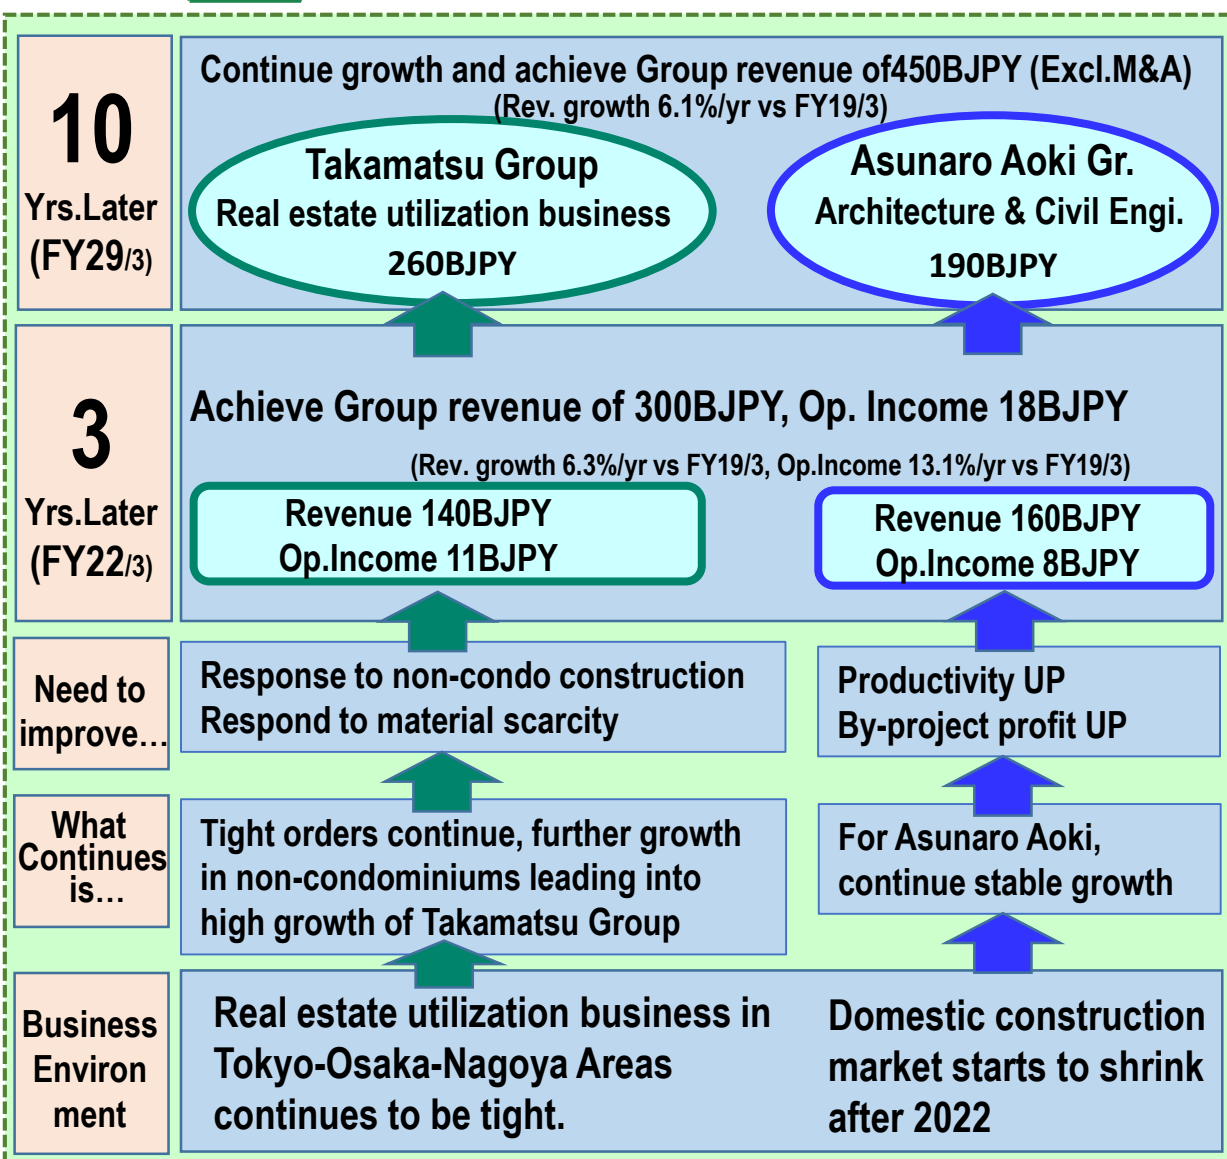 10
Yrs.Later
(FY29/3)
Continue growth and achieve Group revenue of450BJPY (Excl.M&A)
(Rev. growth 6.1%/yr vs FY19/3)
Takamatsu Group
Real estate utilization business
260BJPY
Asunaro Aoki Gr.
Architecture & Civil Engi.
190BJPY
3
Yrs.Later
(FY22/3)
Achieve Group revenue of 300BJPY, Op. Income 18BJPY
(Rev. growth 6.3%/yr vs FY19/3, Op.Income 13.1%/yr vs FY19/3)
Revenue 140BJPY
Op.Income 11BJPY
Revenue 160BJPY
Op.Income 8BJPY
Need to
improve…
Response to non-condo construction
Respond to material scarcity
Productivity UP
By-project profit UP
What
Continues
is…
Tight orders continue, further growth
in non-condominiums leading into
high growth of Takamatsu Group
For Asunaro Aoki,
continue stable growth
Business
Environ
ment
Real estate utilization business in
Tokyo-Osaka-Nagoya Areas
continues to be tight.
Domestic construction
market starts to shrink
after 2022